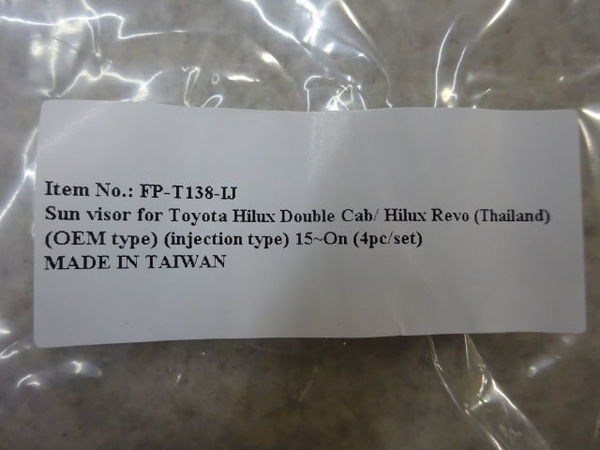 Item No.: FP-T138-IJ
Sun visor for Toyota Hilux Double Cab/ Hilux Revo (Thailand)
(OEM type) (injection type) 15~On (4pc/set)
MADE IN TAIWAN